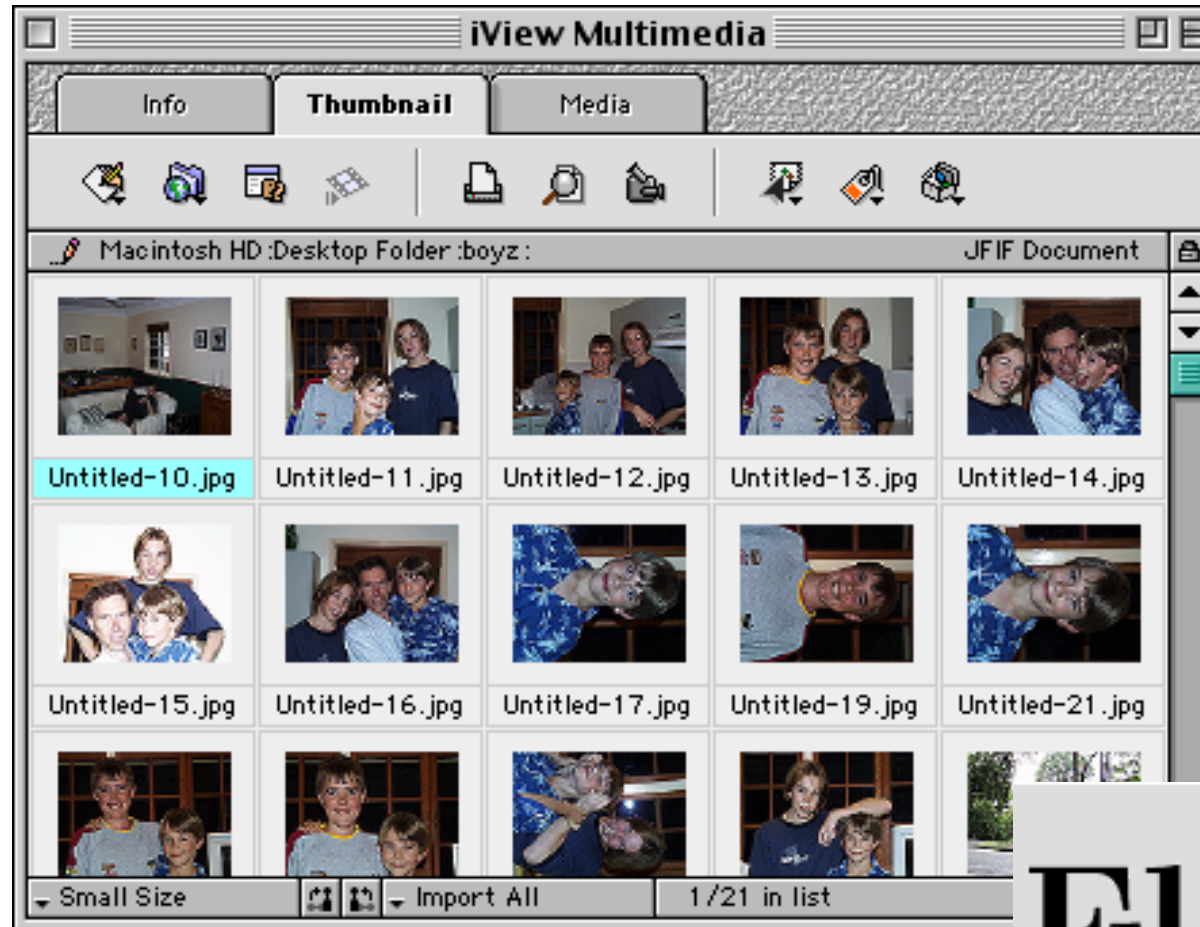 iView Multimedia
Info Thumbnail Media
Macintosh HD :Desktop Folder :boyz : JFIF Document
Untitled-10.jpg Untitled-11.jpg Untitled-12.jpg Untitled-13.jpg Untitled-14.jpg
Untitled-15.jpg Untitled-16.jpg Untitled-17.jpg Untitled-19.jpg Untitled-21.jpg
Small Size Import All 1/21 in list